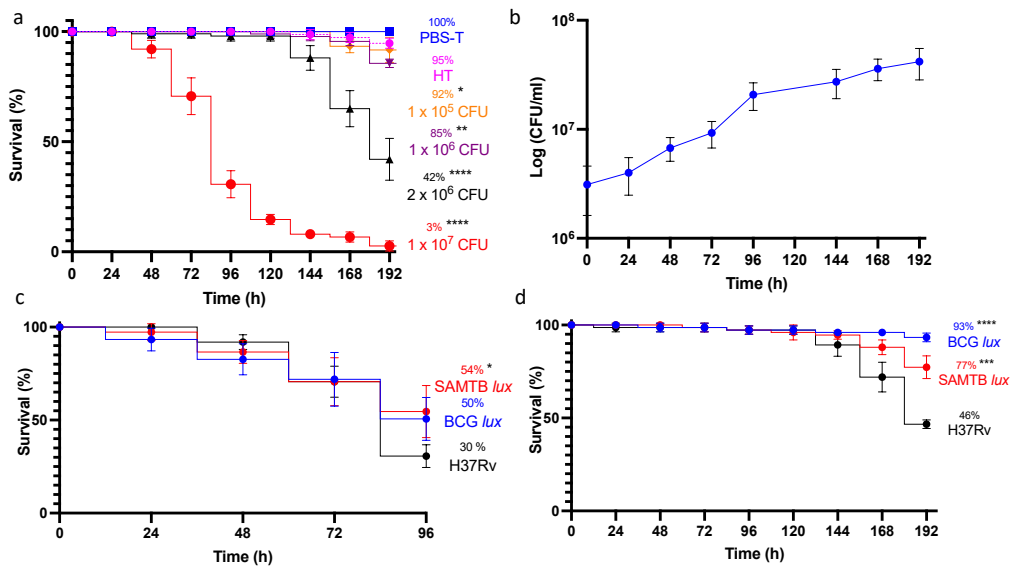 a
Survival (%)
100
50
0
0 24 48 72 96 120 144 168 192
Time (h)
100%
PBS-T
95%
HT
92% *
1 x 10⁵ CFU
85% **
1 x 10⁶ CFU
42% ****
2 x 10⁶ CFU
3% ****
1 x 10⁷ CFU
b
Log (CFU/ml)
10⁸
10⁷
10⁶
0 24 48 72 96 120 144 168 192
Time (h)
c
Survival (%)
100
50
0
0 24 48 72 96
Time (h)
54% *
SAMTB lux
50%
BCG lux
30 %
H37Rv
d
Survival (%)
100
50
0
0 24 48 72 96 120 144 168 192
Time (h)
93% ****
BCG lux
77% ***
SAMTB lux
46%
H37Rv